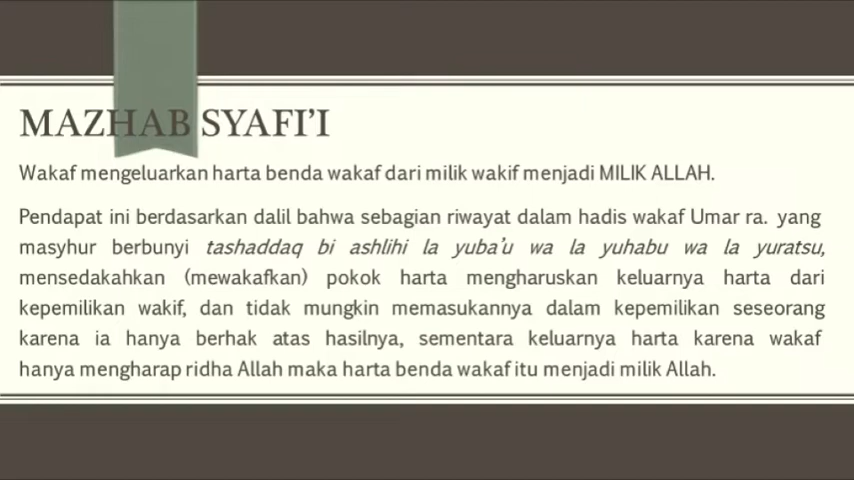 MAZHAB SYAFI’I
Wakaf mengeluarkan harta benda wakaf dari milik wakif menjadi MILIK ALLAH.
Pendapat ini berdasarkan dalil bahwa sebagian riwayat dalam hadis wakaf Umar ra. yang
masyhur berbunyi tashaddaq bi ashlihi la yuba’u wa la yuhabu wa la yuratsu,
mensedakahkan (mewakafkan) pokok harta mengharuskan keluarnya harta dari
kepemilikan wakif, dan tidak mungkin memasukannya dalam kepemilikan seseorang
karena ia hanya berhak atas hasilnya, sementara keluarnya harta karena wakaf
hanya mengharap ridha Allah maka harta benda wakaf itu menjadi milik Allah.